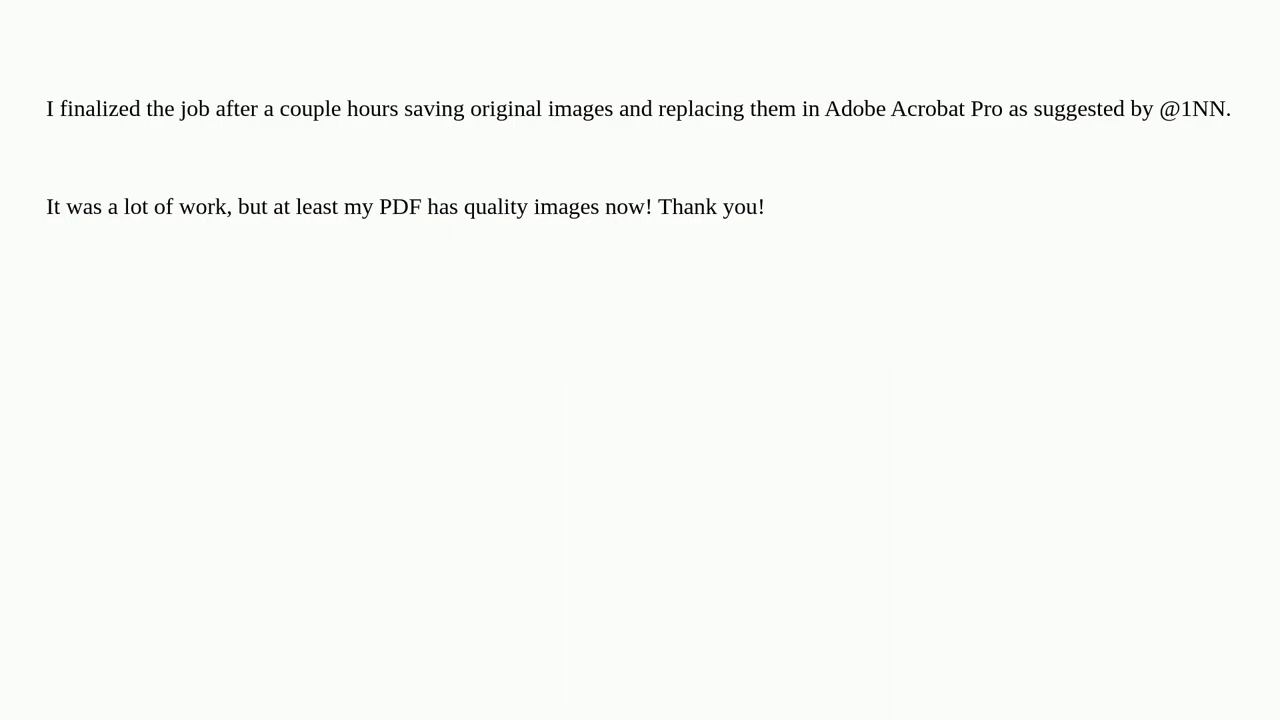 I finalized the job after a couple hours saving original images and replacing them in Adobe Acrobat Pro as suggested by @1NN.
It was a lot of work, but at least my PDF has quality images now! Thank you!